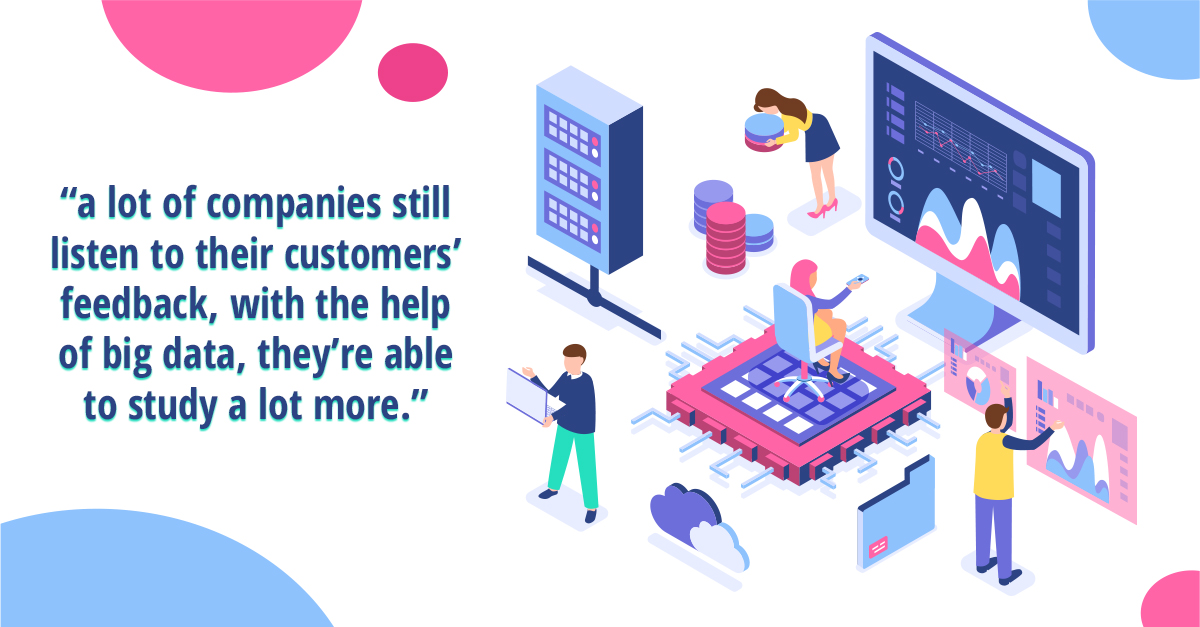 “a lot of companies still
listen to their customers’
feedback, with the help
of big data, they’re able
to study a lot more.”